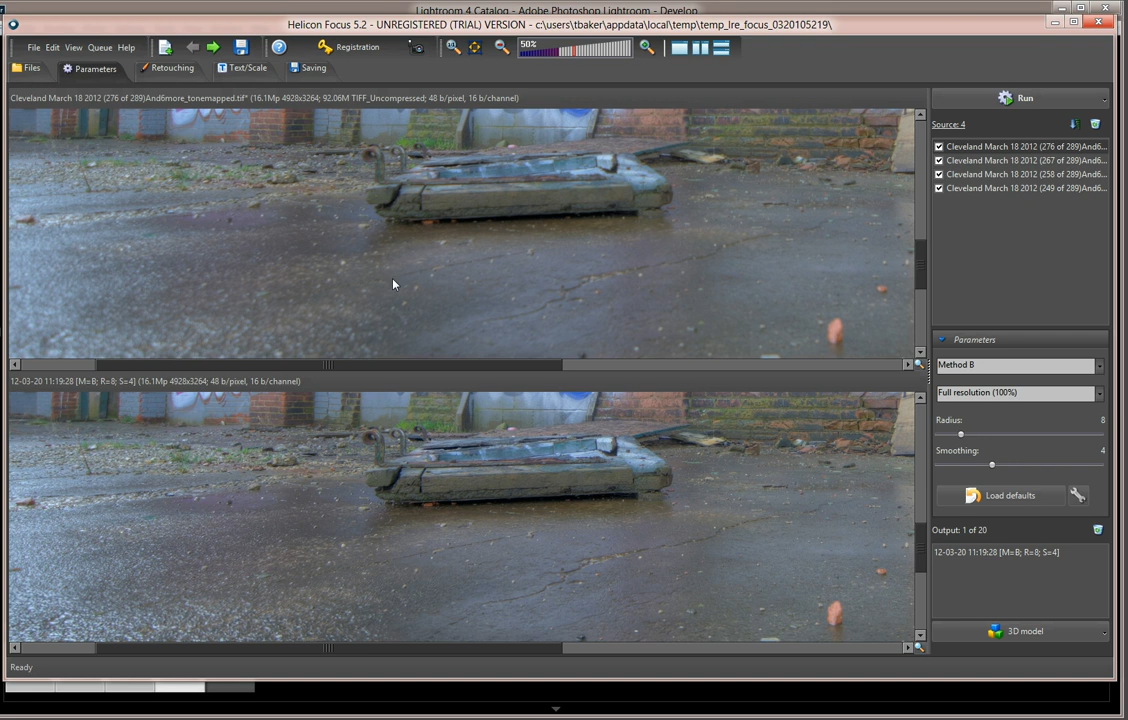 Lightroom 4 Catalog - Adobe Photoshop Lightroom - Develop
Helicon Focus 5.2 - UNREGISTERED (TRIAL) VERSION - c:\users\tbaker\appdata\local\temp\temp_lre_focus_0320105219\
File Edit View Queue Help Registration 50%
Files Parameters Retouching Text/Scale Saving
Cleveland March 18 2012 (276 of 289)And6more_tonemapped.tif* (16.1Mp 4928x3264; 92.06M TIFF_Uncompressed; 48 b/pixel, 16 b/channel)
Run
Source: 4
Cleveland March 18 2012 (276 of 289)And6...
Cleveland March 18 2012 (267 of 289)And6...
Cleveland March 18 2012 (258 of 289)And6...
Cleveland March 18 2012 (249 of 289)And6...
Parameters
Method B
12-03-20 11:19:28 [M=B; R=8; S=4] (16.1Mp 4928x3264; 48 b/pixel, 16 b/channel)
Full resolution (100%)
Radius: 8
Smoothing: 4
Load defaults
Output: 1 of 20
12-03-20 11:19:28 [M=B; R=8; S=4]
3D model
Ready